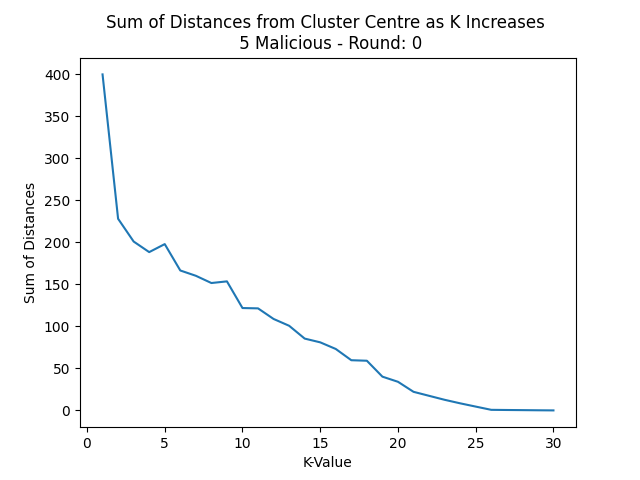 Sum of Distances from Cluster Centre as K Increases
5 Malicious - Round: 0
400
350
300
250
200
150
100
50
0
Sum of Distances
0 5 10 15 20 25 30
K-Value